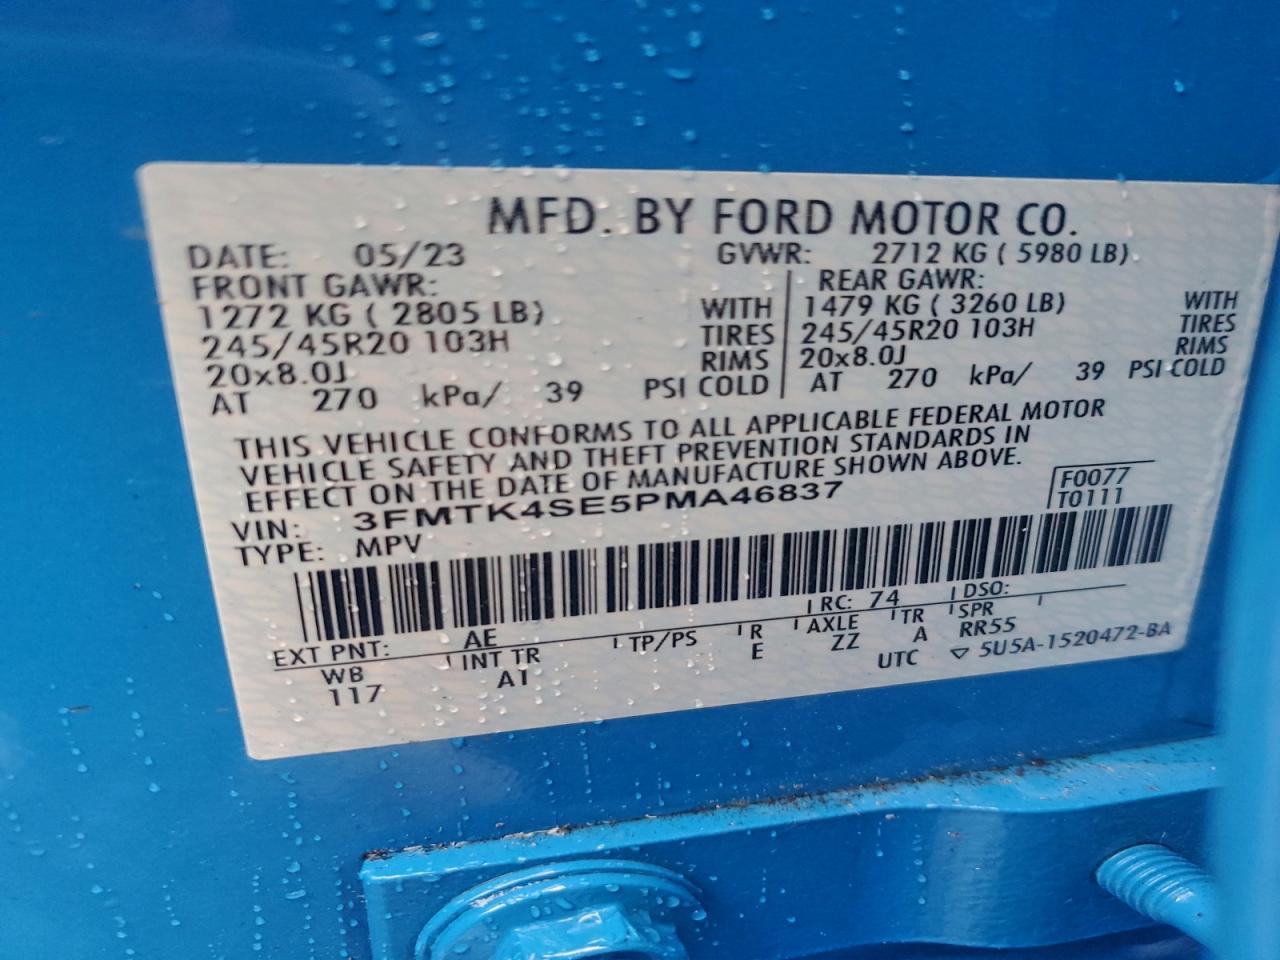 MFD. BY FORD MOTOR CO.
DATE: 05/23 GVWR: 2712 KG ( 5980 LB)
FRONT GAWR: REAR GAWR:
1272 KG ( 2805 LB) WITH 1479 KG ( 3260 LB) WITH
245/45R20 103H TIRES 245/45R20 103H TIRES
20x8.0J RIMS 20x8.0J RIMS
AT 270 kPa/ 39 PSI COLD AT 270 kPa/ 39 PSI COLD
THIS VEHICLE CONFORMS TO ALL APPLICABLE FEDERAL MOTOR
VEHICLE SAFETY AND THEFT PREVENTION STANDARDS IN
EFFECT ON THE DATE OF MANUFACTURE SHOWN ABOVE.
VIN: 3FMTK4SE5PMA46837 F0077
TYPE: MPV T0111
EXT PNT: AE RC: 74 DSO:
WB INT TR TP/PS R AXLE TR SPR
117 A1 E ZZ A RR55
UTC ▽ 5U5A-1520472-BA